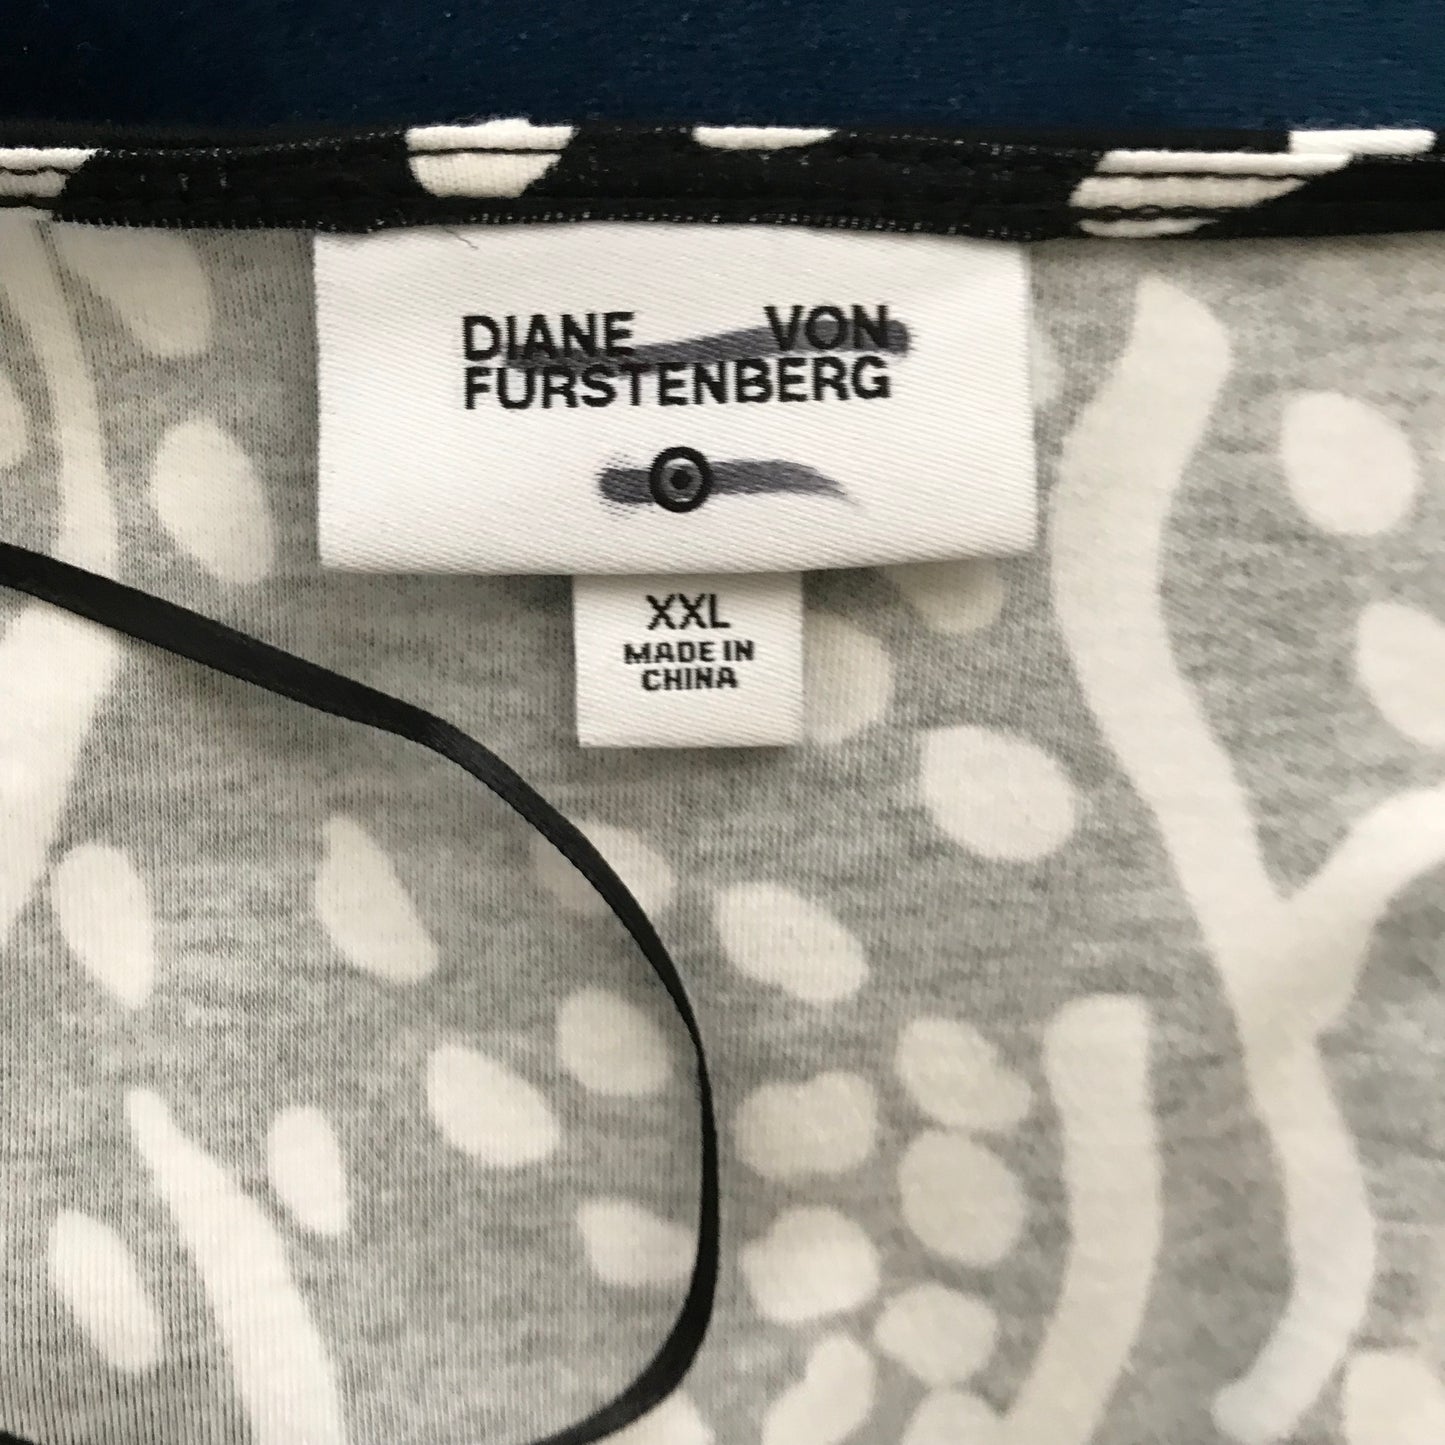 DIANE VON
FURSTENBERG
XXL
MADE IN
CHINA